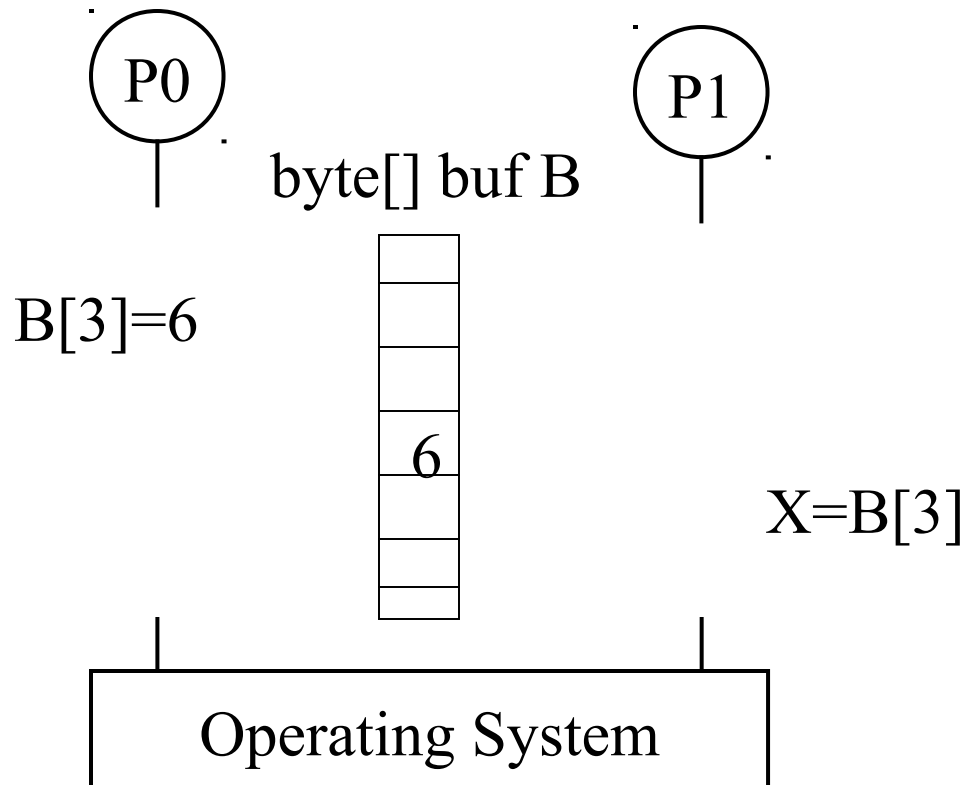 P0
P1
byte[] buf B
B[3]=6
6
X=B[3]
Operating System